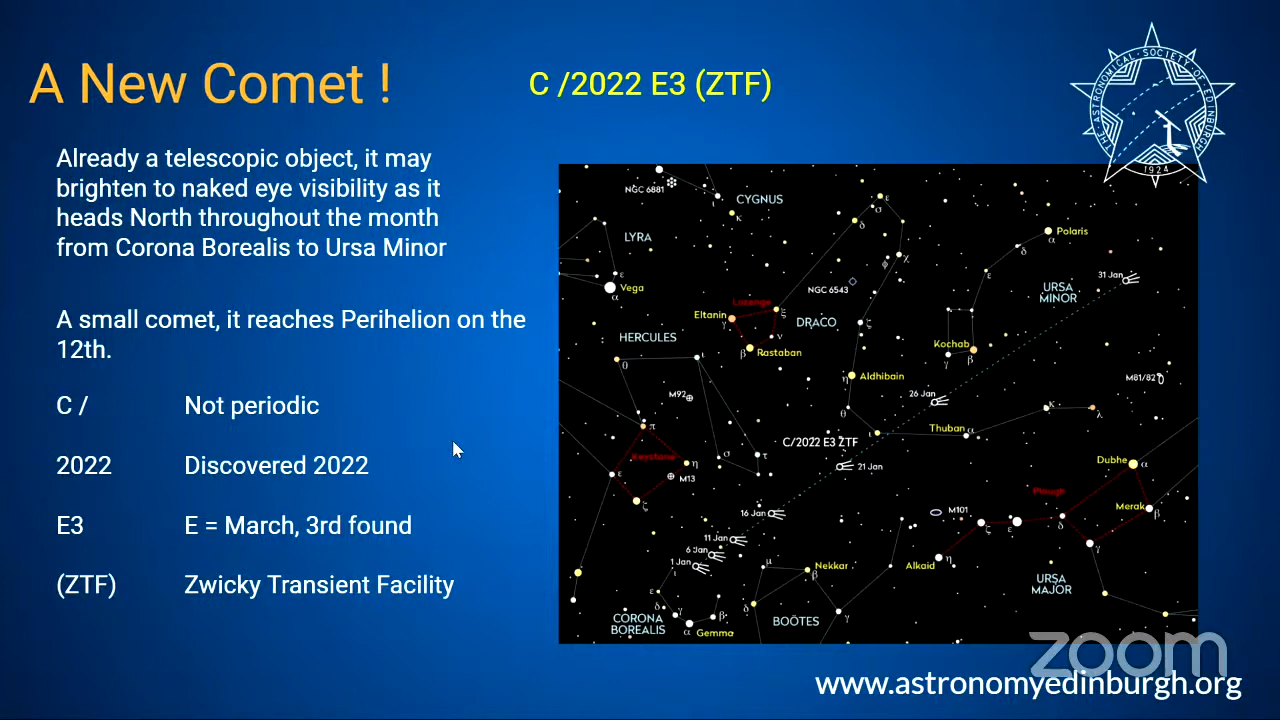 A New Comet !
C /2022 E3 (ZTF)
THE · ASTRONOMICAL · SOCIETY · OF · EDINBURGH
1924
Already a telescopic object, it may
brighten to naked eye visibility as it
heads North throughout the month
from Corona Borealis to Ursa Minor
A small comet, it reaches Perihelion on the
12th.
C / Not periodic
2022 Discovered 2022
E3 E = March, 3rd found
(ZTF) Zwicky Transient Facility
NGC 6881
CYGNUS
κ
ε
σ
δ
LYRA
Polaris
α
δ
φ
χ
ε
Vega
α
ε
NGC 6543
31 Jan
URSA
MINOR
Lozenge
Eltanin
γ
ξ
DRACO
ζ
HERCULES
ν
β
Rastaban
Kochab
γ
β
θ
ι
η
Aldhibain
M81/82
M92
26 Jan
θ
κ
λ
π
Thuban
α
C/2022 E3 ZTF
ι
Keystone
η
σ
τ
21 Jan
Dubhe
α
ε
M13
Plough
ζ
Merak
β
16 Jan
M101
ζ
ε
δ
11 Jan
γ
6 Jan
1 Jan
μ
Nekkar
β
Alkaid
η
ι
ε
δ
γ
β
δ
URSA
MAJOR
CORONA
BOREALIS
α
Gemma
BOÖTES
γ
zoom
www.astronomyedinburgh.org